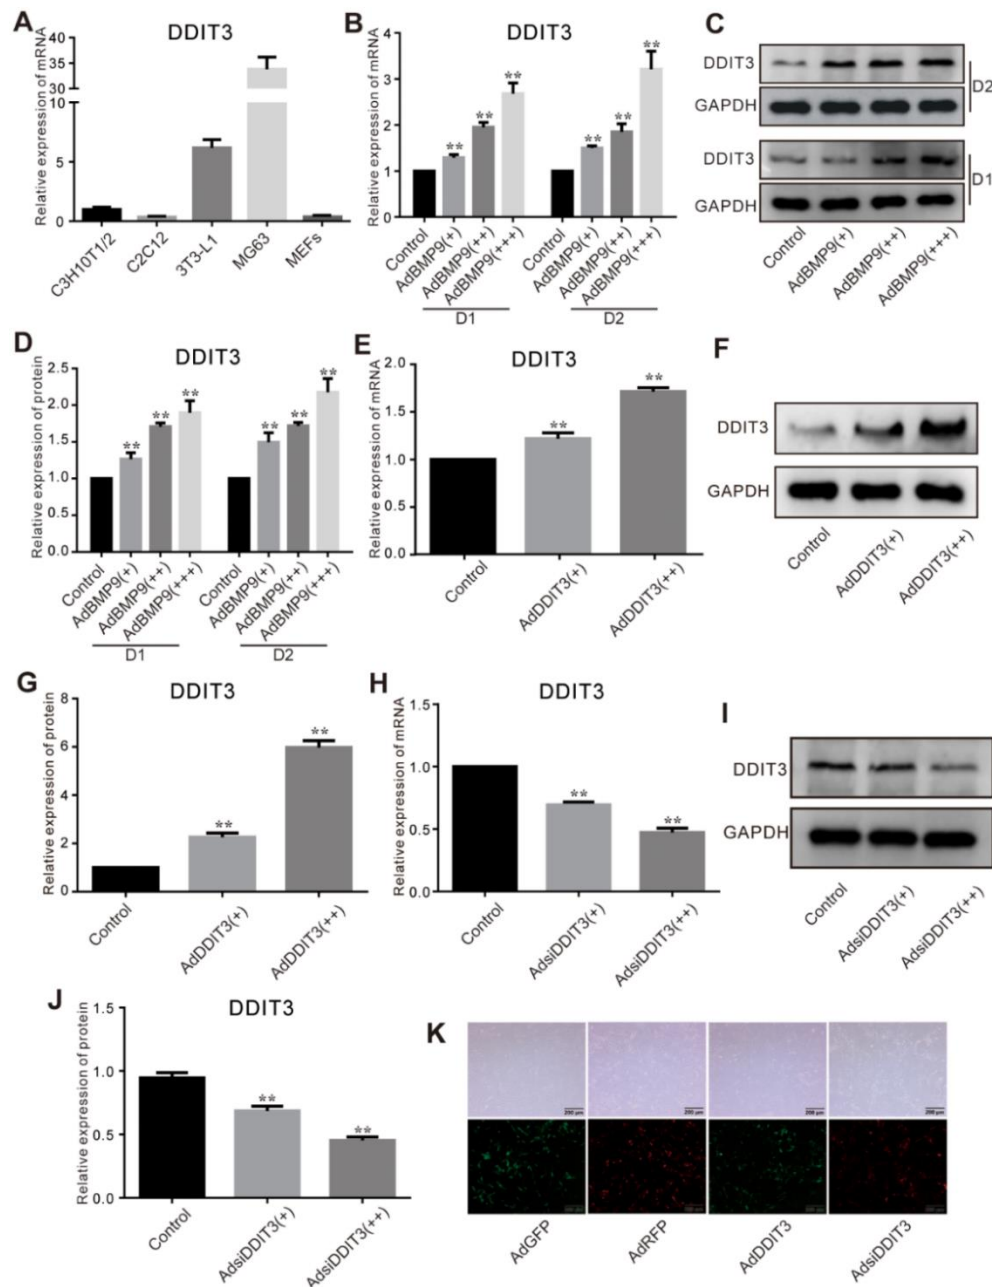 A
DDIT3
Relative expression of mRNA
40
35
30
10
5
0
C3H10T1/2
C2C12
3T3-L1
MG63
MEFs
B
DDIT3
Relative expression of mRNA
4
3
2
1
0
** ** ** ** ** **
Control
AdBMP9(+)
AdBMP9(++)
AdBMP9(+++)
Control
AdBMP9(+)
AdBMP9(++)
AdBMP9(+++)
D1
D2
C
DDIT3
GAPDH
D2
DDIT3
GAPDH
D1
Control
AdBMP9(+)
AdBMP9(++)
AdBMP9(+++)
D
DDIT3
Relative expression of protein
2.5
2.0
1.5
1.0
0.5
0.0
** ** ** ** ** **
Control
AdBMP9(+)
AdBMP9(++)
AdBMP9(+++)
Control
AdBMP9(+)
AdBMP9(++)
AdBMP9(+++)
D1
D2
E
DDIT3
Relative expression of mRNA
2.0
1.5
1.0
0.5
0.0
** **
Control
AdDDIT3(+)
AdDDIT3(++)
F
DDIT3
GAPDH
Control
AdDDIT3(+)
AdDDIT3(++)
G
DDIT3
Relative expression of protein
8
6
4
2
0
** **
Control
AdDDIT3(+)
AdDDIT3(++)
H
DDIT3
Relative expression of mRNA
1.5
1.0
0.5
0.0
** **
Control
AdsiDDIT3(+)
AdsiDDIT3(++)
I
DDIT3
GAPDH
Control
AdsiDDIT3(+)
AdsiDDIT3(++)
J
DDIT3
Relative expression of protein
1.5
1.0
0.5
0.0
** **
Control
AdsiDDIT3(+)
AdsiDDIT3(++)
K
200 μm
200 μm
200 μm
200 μm
AdGFP
AdRFP
AdDDIT3
AdsiDDIT3